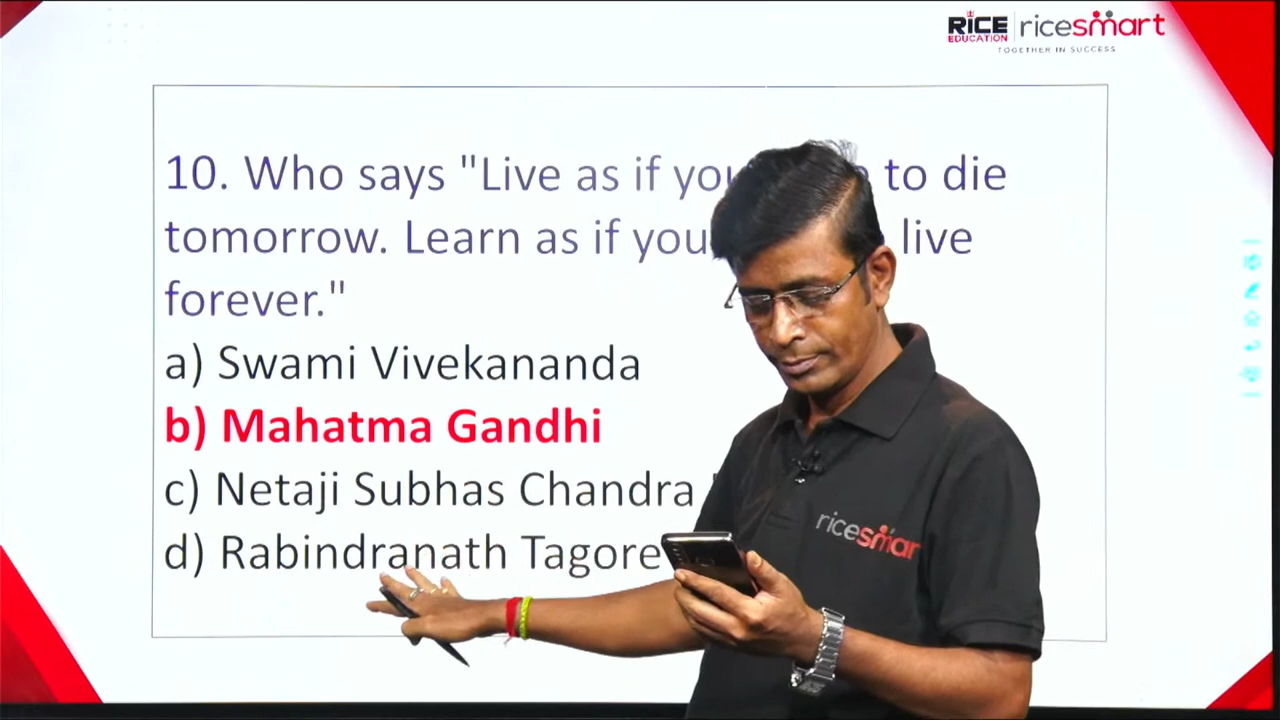 RICE
EDUCATION
ricesmart
TOGETHER IN SUCCESS
10. Who says "Live as if to die
tomorrow. Learn as if you live
forever."
a) Swami Vivekananda
b) Mahatma Gandhi
c) Netaji Subhas Chandra
d) Rabindranath Tagore
ricesmar